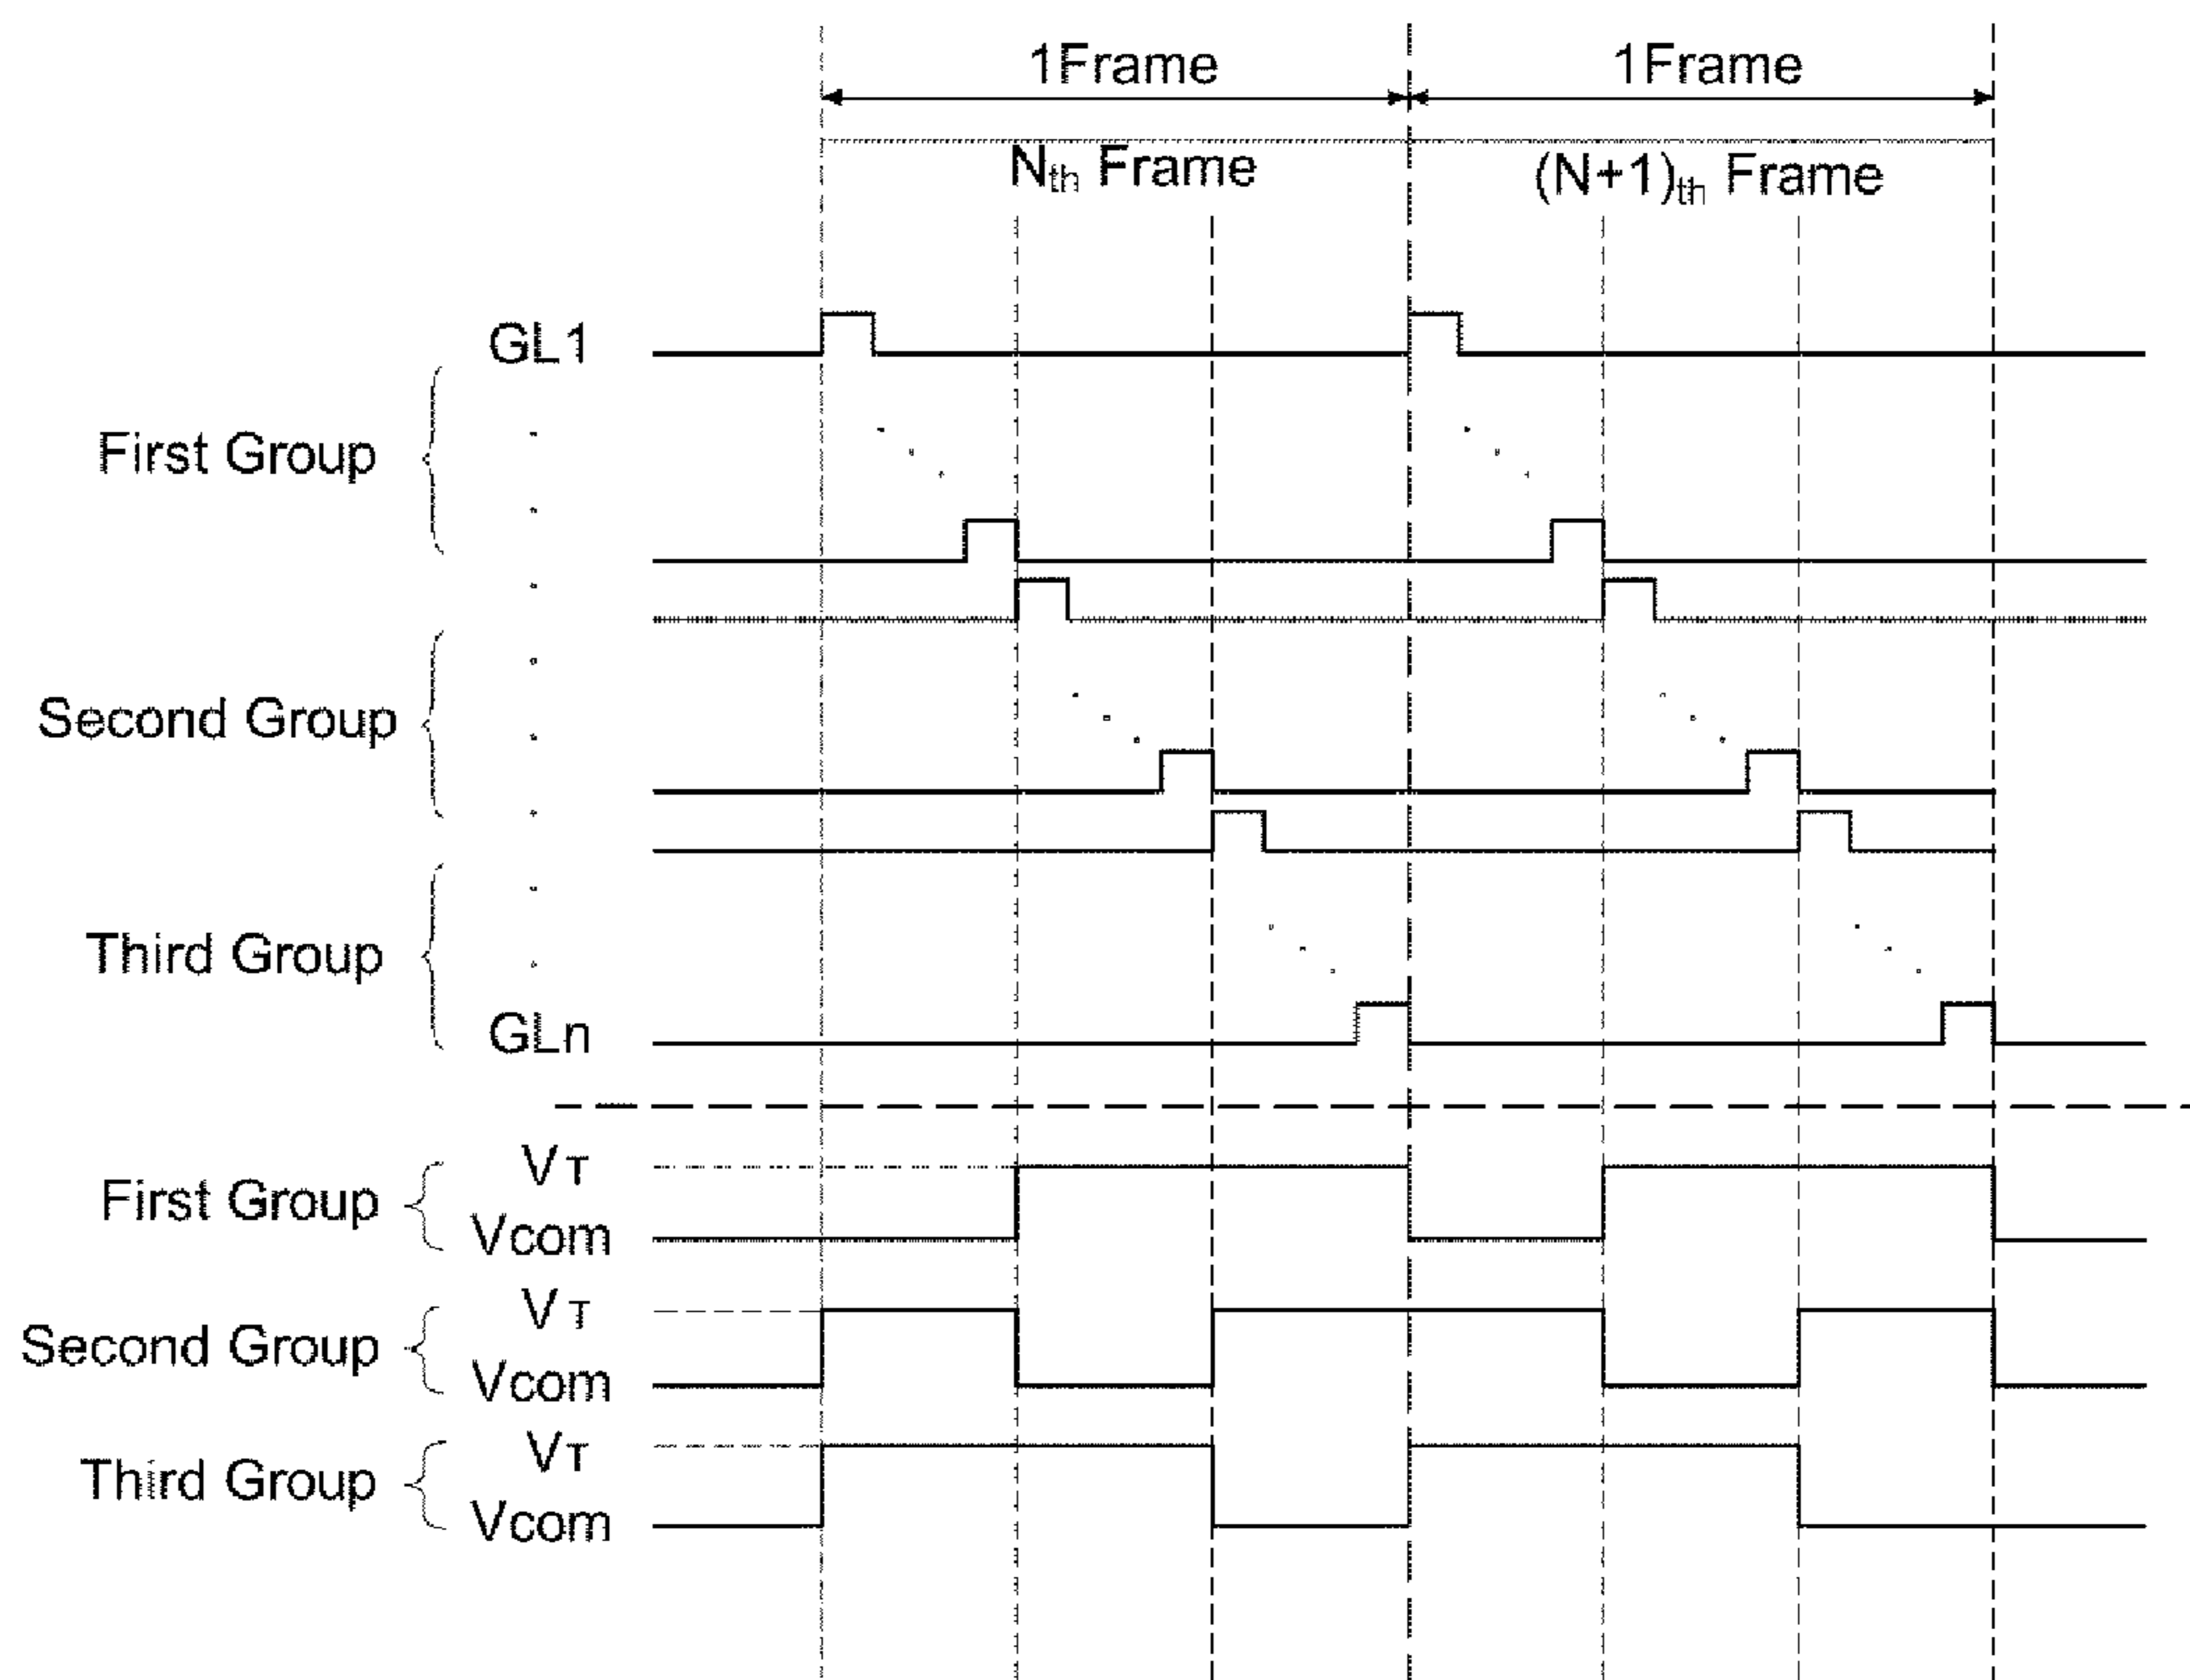 1Frame 1Frame
Nth Frame (N+1)th Frame
GL1
First Group
Second Group
Third Group
GLn
VT
First Group
Vcom
VT
Second Group
Vcom
VT
Third Group
Vcom